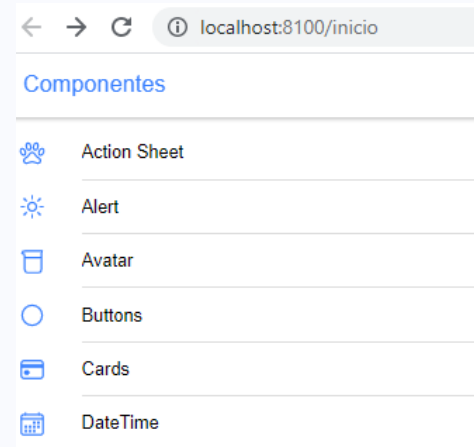 localhost:8100/inicio
Componentes
Action Sheet
Alert
Avatar
Buttons
Cards
DateTime